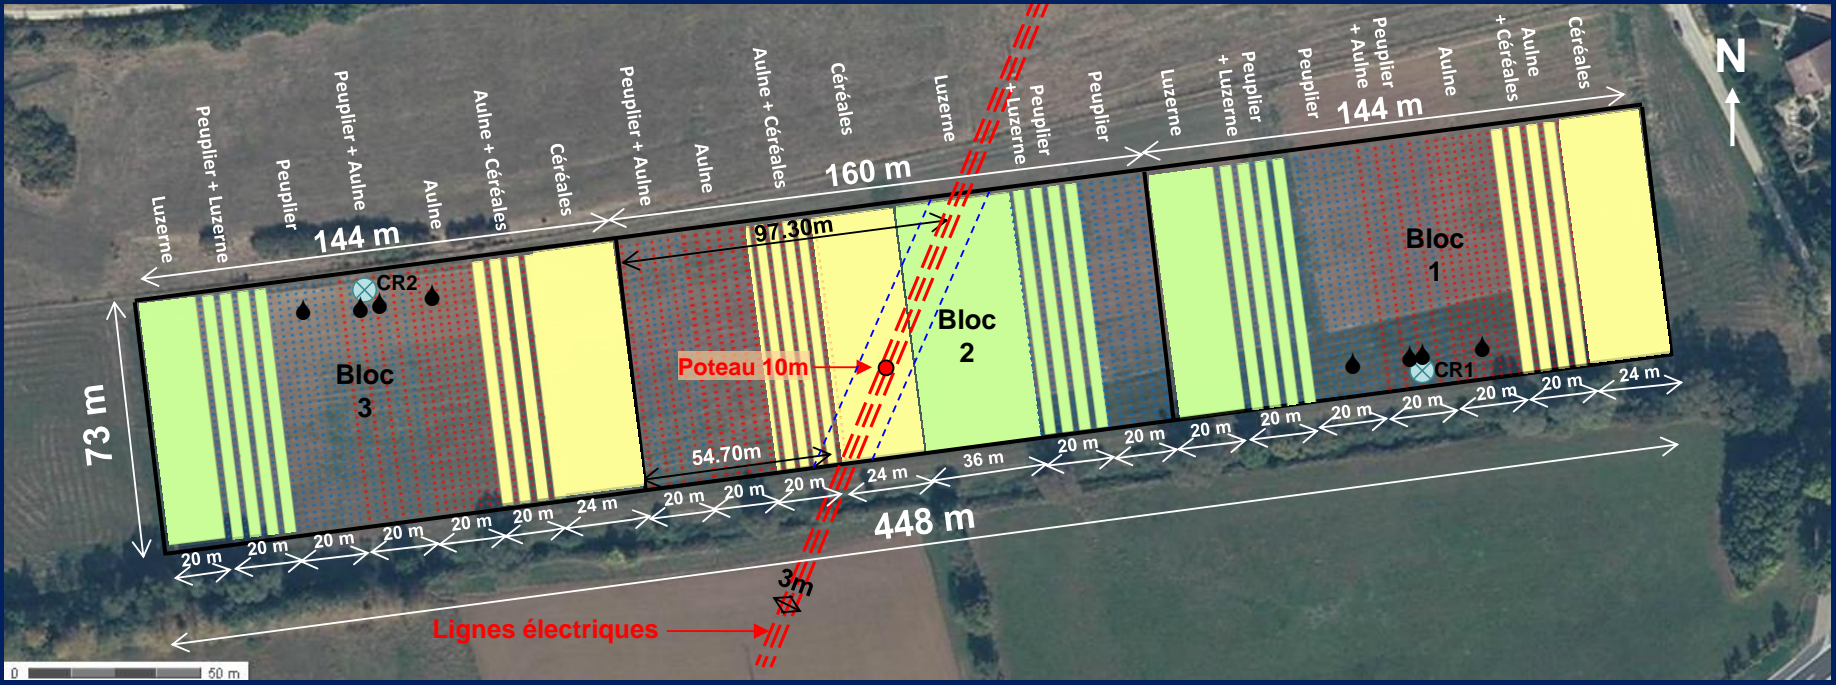 Luzerne
Peuplier + Luzerne
Peuplier
Peuplier + Aulne
Aulne
Aulne + Céréales
Céréales
Peuplier + Aulne
Aulne
Aulne + Céréales
Céréales
Luzerne
Peuplier
+ Luzerne
Peuplier
Luzerne
Peuplier
+ Luzerne
Peuplier
Peuplier
+ Aulne
Aulne
Aulne
+ Céréales
Céréales
N
144 m
160 m
144 m
97.30m
CR2
Bloc
3
Poteau 10m
Bloc
2
Bloc
1
CR1
73 m
54.70m
20 m
20 m
20 m
20 m
20 m
20 m
24 m
20 m
20 m
20 m
24 m
36 m
20 m
20 m
20 m
20 m
20 m
20 m
20 m
20 m
24 m
448 m
3m
Lignes électriques
0
50 m